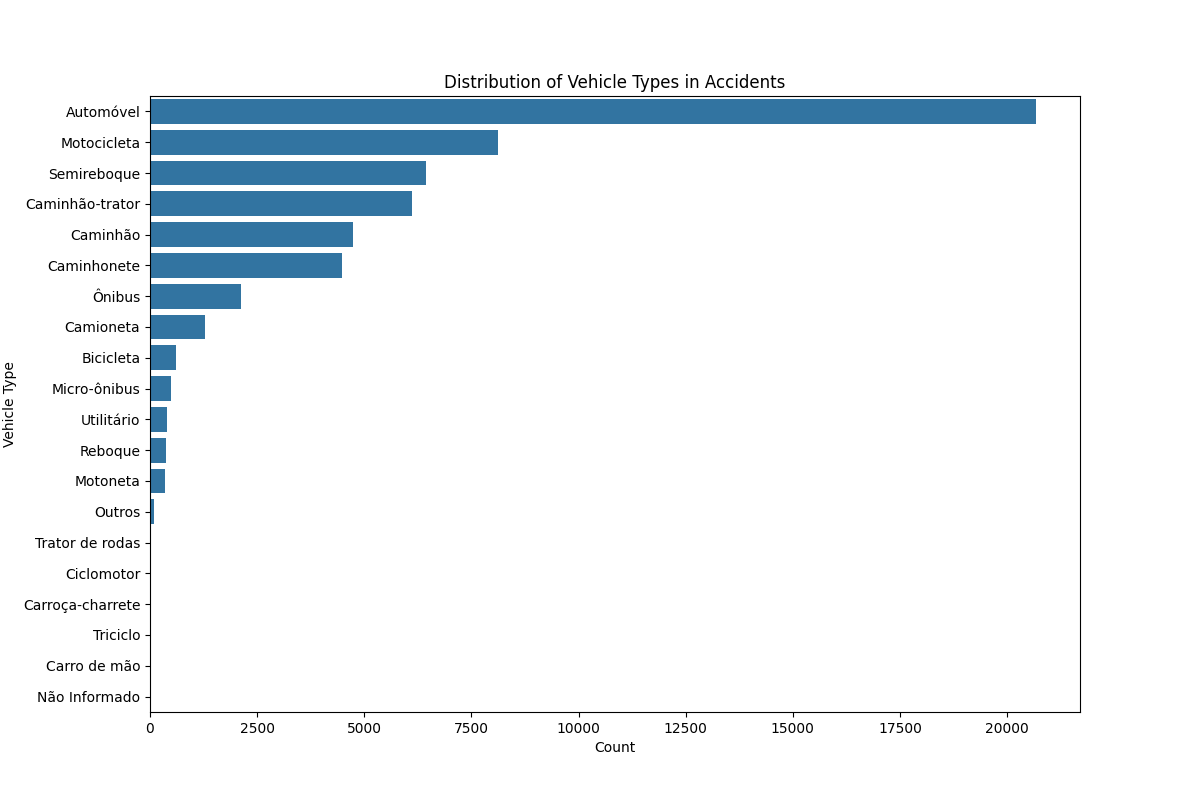 Distribution of Vehicle Types in Accidents
Vehicle Type
Automóvel
Motocicleta
Semireboque
Caminhão-trator
Caminhão
Caminhonete
Ônibus
Camioneta
Bicicleta
Micro-ônibus
Utilitário
Reboque
Motoneta
Outros
Trator de rodas
Ciclomotor
Carroça-charrete
Triciclo
Carro de mão
Não Informado
0 2500 5000 7500 10000 12500 15000 17500 20000
Count